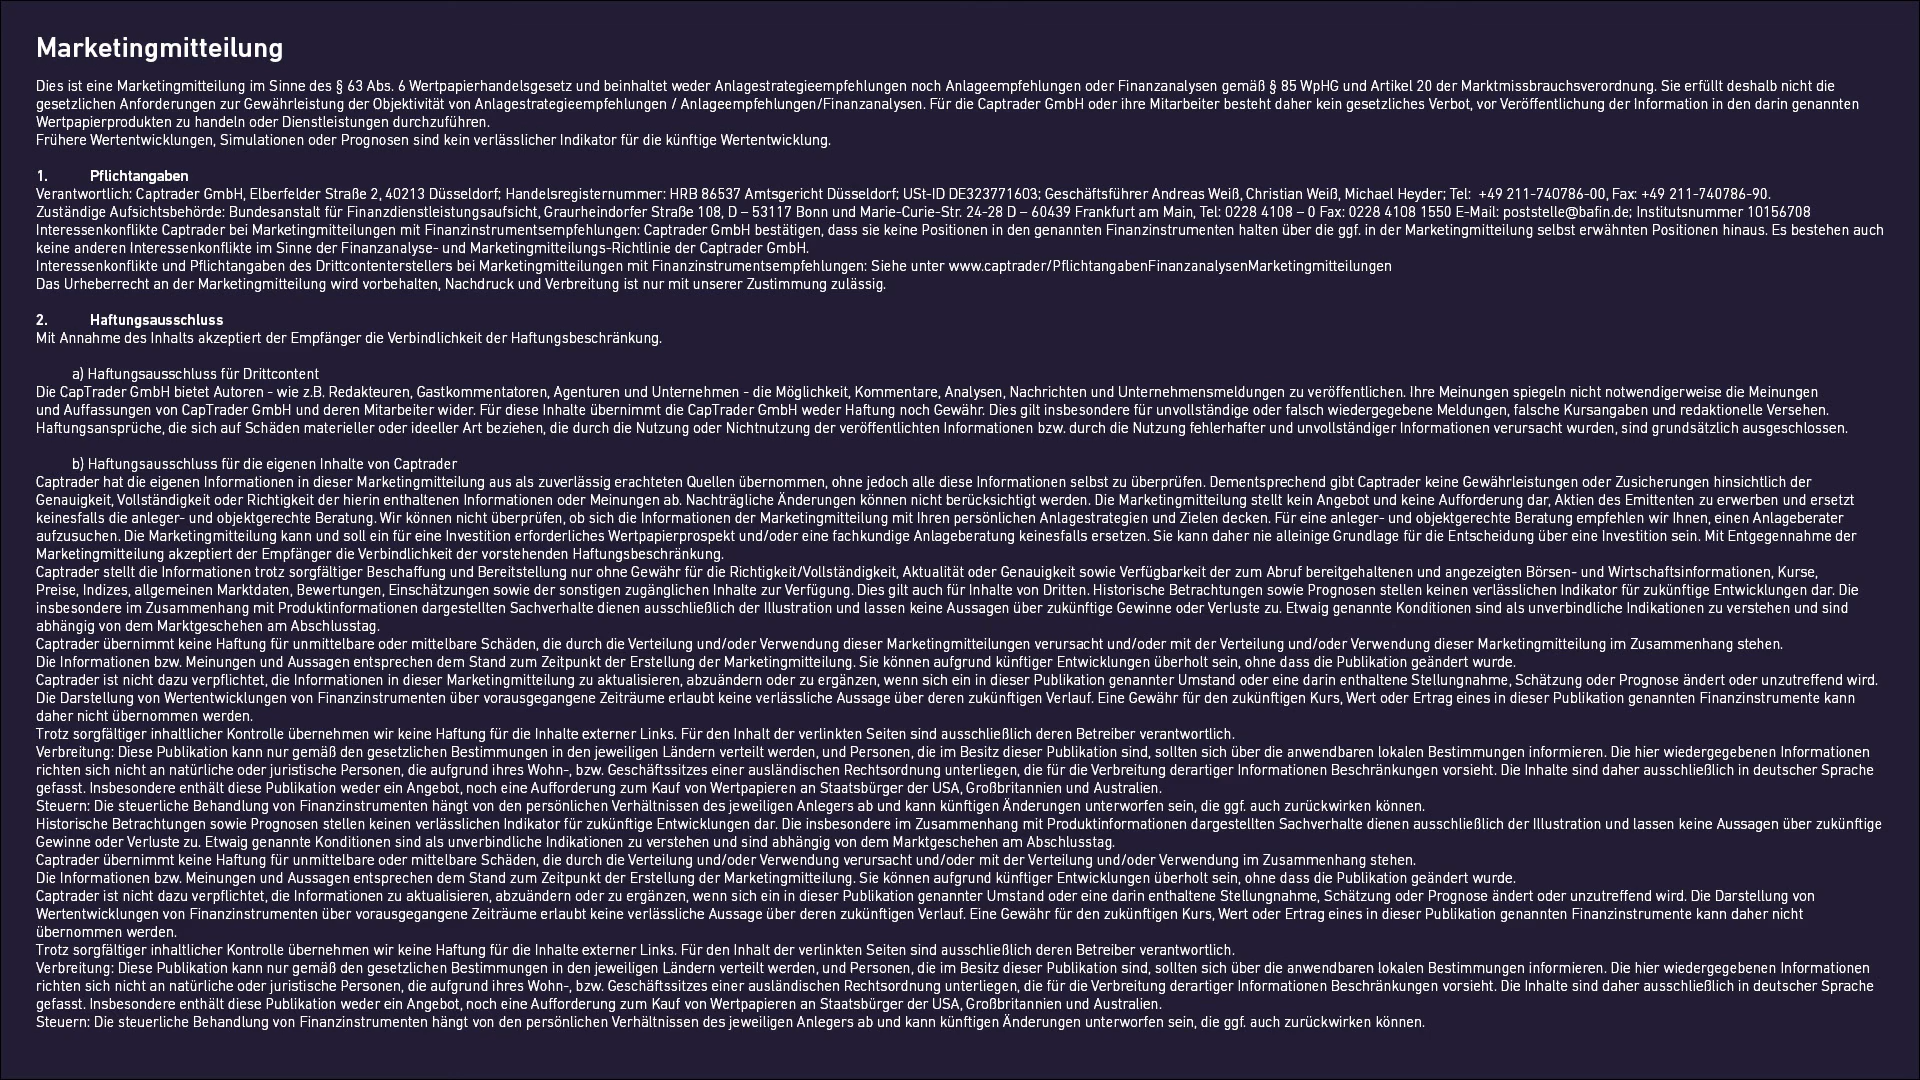 Marketingmitteilung
Dies ist eine Marketingmitteilung im Sinne des § 63 Abs. 6 Wertpapierhandelsgesetz und beinhaltet weder Anlagestrategieempfehlungen noch Anlageempfehlungen oder Finanzanalysen gemäß § 85 WpHG und Artikel 20 der Marktmissbrauchsverordnung. Sie erfüllt deshalb nicht die
gesetzlichen Anforderungen zur Gewährleistung der Objektivität von Anlagestrategieempfehlungen / Anlageempfehlungen/Finanzanalysen. Für die Captrader GmbH oder ihre Mitarbeiter besteht daher kein gesetzliches Verbot, vor Veröffentlichung der Information in den darin genannten
Wertpapierprodukten zu handeln oder Dienstleistungen durchzuführen.
Frühere Wertentwicklungen, Simulationen oder Prognosen sind kein verlässlicher Indikator für die künftige Wertentwicklung.
1. Pflichtangaben
Verantwortlich: Captrader GmbH, Elberfelder Straße 2, 40213 Düsseldorf; Handelsregisternummer: HRB 86537 Amtsgericht Düsseldorf; USt-ID DE323771603; Geschäftsführer Andreas Weiß, Christian Weiß, Michael Heyder; Tel: +49 211-740786-00, Fax: +49 211-740786-90.
Zuständige Aufsichtsbehörde: Bundesanstalt für Finanzdienstleistungsaufsicht, Graurheindorfer Straße 108, D – 53117 Bonn und Marie-Curie-Str. 24-28 D – 60439 Frankfurt am Main, Tel: 0228 4108 – 0 Fax: 0228 4108 1550 E-Mail: poststelle@bafin.de; Institutsnummer 10156708
Interessenkonflikte Captrader bei Marketingmitteilungen mit Finanzinstrumentsempfehlungen: Captrader GmbH bestätigen, dass sie keine Positionen in den genannten Finanzinstrumenten halten über die ggf. in der Marketingmitteilung selbst erwähnten Positionen hinaus. Es bestehen auch
keine anderen Interessenkonflikte im Sinne der Finanzanalyse- und Marketingmitteilungs-Richtlinie der Captrader GmbH.
Interessenkonflikte und Pflichtangaben des Drittcontenterstellers bei Marketingmitteilungen mit Finanzinstrumentsempfehlungen: Siehe unter www.captrader/PflichtangabenFinanzanalysenMarketingmitteilungen
Das Urheberrecht an der Marketingmitteilung wird vorbehalten, Nachdruck und Verbreitung ist nur mit unserer Zustimmung zulässig.
2. Haftungsausschluss
Mit Annahme des Inhalts akzeptiert der Empfänger die Verbindlichkeit der Haftungsbeschränkung.
a) Haftungsausschluss für Drittcontent
Die CapTrader GmbH bietet Autoren - wie z.B. Redakteuren, Gastkommentatoren, Agenturen und Unternehmen - die Möglichkeit, Kommentare, Analysen, Nachrichten und Unternehmensmeldungen zu veröffentlichen. Ihre Meinungen spiegeln nicht notwendigerweise die Meinungen
und Auffassungen von CapTrader GmbH und deren Mitarbeiter wider. Für diese Inhalte übernimmt die CapTrader GmbH weder Haftung noch Gewähr. Dies gilt insbesondere für unvollständige oder falsch wiedergegebene Meldungen, falsche Kursangaben und redaktionelle Versehen.
Haftungsansprüche, die sich auf Schäden materieller oder ideeller Art beziehen, die durch die Nutzung oder Nichtnutzung der veröffentlichten Informationen bzw. durch die Nutzung fehlerhafter und unvollständiger Informationen verursacht wurden, sind grundsätzlich ausgeschlossen.
b) Haftungsausschluss für die eigenen Inhalte von Captrader
Captrader hat die eigenen Informationen in dieser Marketingmitteilung aus als zuverlässig erachteten Quellen übernommen, ohne jedoch alle diese Informationen selbst zu überprüfen. Dementsprechend gibt Captrader keine Gewährleistungen oder Zusicherungen hinsichtlich der
Genauigkeit, Vollständigkeit oder Richtigkeit der hierin enthaltenen Informationen oder Meinungen ab. Nachträgliche Änderungen können nicht berücksichtigt werden. Die Marketingmitteilung stellt kein Angebot und keine Aufforderung dar, Aktien des Emittenten zu erwerben und ersetzt
keinesfalls die anleger- und objektgerechte Beratung. Wir können nicht überprüfen, ob sich die Informationen der Marketingmitteilung mit Ihren persönlichen Anlagestrategien und Zielen decken. Für eine anleger- und objektgerechte Beratung empfehlen wir Ihnen, einen Anlageberater
aufzusuchen. Die Marketingmitteilung kann und soll ein für eine Investition erforderliches Wertpapierprospekt und/oder eine fachkundige Anlageberatung keinesfalls ersetzen. Sie kann daher nie alleinige Grundlage für die Entscheidung über eine Investition sein. Mit Entgegennahme der
Marketingmitteilung akzeptiert der Empfänger die Verbindlichkeit der vorstehenden Haftungsbeschränkung.
Captrader stellt die Informationen trotz sorgfältiger Beschaffung und Bereitstellung nur ohne Gewähr für die Richtigkeit/Vollständigkeit, Aktualität oder Genauigkeit sowie Verfügbarkeit der zum Abruf bereitgehaltenen und angezeigten Börsen- und Wirtschaftsinformationen, Kurse,
Preise, Indizes, allgemeinen Marktdaten, Bewertungen, Einschätzungen sowie der sonstigen zugänglichen Inhalte zur Verfügung. Dies gilt auch für Inhalte von Dritten. Historische Betrachtungen sowie Prognosen stellen keinen verlässlichen Indikator für zukünftige Entwicklungen dar. Die
insbesondere im Zusammenhang mit Produktinformationen dargestellten Sachverhalte dienen ausschließlich der Illustration und lassen keine Aussagen über zukünftige Gewinne oder Verluste zu. Etwaig genannte Konditionen sind als unverbindliche Indikationen zu verstehen und sind
abhängig von dem Marktgeschehen am Abschlusstag.
Captrader übernimmt keine Haftung für unmittelbare oder mittelbare Schäden, die durch die Verteilung und/oder Verwendung dieser Marketingmitteilungen verursacht und/oder mit der Verteilung und/oder Verwendung dieser Marketingmitteilung im Zusammenhang stehen.
Die Informationen bzw. Meinungen und Aussagen entsprechen dem Stand zum Zeitpunkt der Erstellung der Marketingmitteilung. Sie können aufgrund künftiger Entwicklungen überholt sein, ohne dass die Publikation geändert wurde.
Captrader ist nicht dazu verpflichtet, die Informationen in dieser Marketingmitteilung zu aktualisieren, abzuändern oder zu ergänzen, wenn sich ein in dieser Publikation genannter Umstand oder eine darin enthaltene Stellungnahme, Schätzung oder Prognose ändert oder unzutreffend wird.
Die Darstellung von Wertentwicklungen von Finanzinstrumenten über vorausgegangene Zeiträume erlaubt keine verlässliche Aussage über deren zukünftigen Verlauf. Eine Gewähr für den zukünftigen Kurs, Wert oder Ertrag eines in dieser Publikation genannten Finanzinstrumente kann
daher nicht übernommen werden.
Trotz sorgfältiger inhaltlicher Kontrolle übernehmen wir keine Haftung für die Inhalte externer Links. Für den Inhalt der verlinkten Seiten sind ausschließlich deren Betreiber verantwortlich.
Verbreitung: Diese Publikation kann nur gemäß den gesetzlichen Bestimmungen in den jeweiligen Ländern verteilt werden, und Personen, die im Besitz dieser Publikation sind, sollten sich über die anwendbaren lokalen Bestimmungen informieren. Die hier wiedergegebenen Informationen
richten sich nicht an natürliche oder juristische Personen, die aufgrund ihres Wohn-, bzw. Geschäftssitzes einer ausländischen Rechtsordnung unterliegen, die für die Verbreitung derartiger Informationen Beschränkungen vorsieht. Die Inhalte sind daher ausschließlich in deutscher Sprache
gefasst. Insbesondere enthält diese Publikation weder ein Angebot, noch eine Aufforderung zum Kauf von Wertpapieren an Staatsbürger der USA, Großbritannien und Australien.
Steuern: Die steuerliche Behandlung von Finanzinstrumenten hängt von den persönlichen Verhältnissen des jeweiligen Anlegers ab und kann künftigen Änderungen unterworfen sein, die ggf. auch zurückwirken können.
Historische Betrachtungen sowie Prognosen stellen keinen verlässlichen Indikator für zukünftige Entwicklungen dar. Die insbesondere im Zusammenhang mit Produktinformationen dargestellten Sachverhalte dienen ausschließlich der Illustration und lassen keine Aussagen über zukünftige
Gewinne oder Verluste zu. Etwaig genannte Konditionen sind als unverbindliche Indikationen zu verstehen und sind abhängig von dem Marktgeschehen am Abschlusstag.
Captrader übernimmt keine Haftung für unmittelbare oder mittelbare Schäden, die durch die Verteilung und/oder Verwendung verursacht und/oder mit der Verteilung und/oder Verwendung im Zusammenhang stehen.
Die Informationen bzw. Meinungen und Aussagen entsprechen dem Stand zum Zeitpunkt der Erstellung der Marketingmitteilung. Sie können aufgrund künftiger Entwicklungen überholt sein, ohne dass die Publikation geändert wurde.
Captrader ist nicht dazu verpflichtet, die Informationen zu aktualisieren, abzuändern oder zu ergänzen, wenn sich ein in dieser Publikation genannter Umstand oder eine darin enthaltene Stellungnahme, Schätzung oder Prognose ändert oder unzutreffend wird. Die Darstellung von
Wertentwicklungen von Finanzinstrumenten über vorausgegangene Zeiträume erlaubt keine verlässliche Aussage über deren zukünftigen Verlauf. Eine Gewähr für den zukünftigen Kurs, Wert oder Ertrag eines in dieser Publikation genannten Finanzinstrumente kann daher nicht
übernommen werden.
Trotz sorgfältiger inhaltlicher Kontrolle übernehmen wir keine Haftung für die Inhalte externer Links. Für den Inhalt der verlinkten Seiten sind ausschließlich deren Betreiber verantwortlich.
Verbreitung: Diese Publikation kann nur gemäß den gesetzlichen Bestimmungen in den jeweiligen Ländern verteilt werden, und Personen, die im Besitz dieser Publikation sind, sollten sich über die anwendbaren lokalen Bestimmungen informieren. Die hier wiedergegebenen Informationen
richten sich nicht an natürliche oder juristische Personen, die aufgrund ihres Wohn-, bzw. Geschäftssitzes einer ausländischen Rechtsordnung unterliegen, die für die Verbreitung derartiger Informationen Beschränkungen vorsieht. Die Inhalte sind daher ausschließlich in deutscher Sprache
gefasst. Insbesondere enthält diese Publikation weder ein Angebot, noch eine Aufforderung zum Kauf von Wertpapieren an Staatsbürger der USA, Großbritannien und Australien.
Steuern: Die steuerliche Behandlung von Finanzinstrumenten hängt von den persönlichen Verhältnissen des jeweiligen Anlegers ab und kann künftigen Änderungen unterworfen sein, die ggf. auch zurückwirken können.